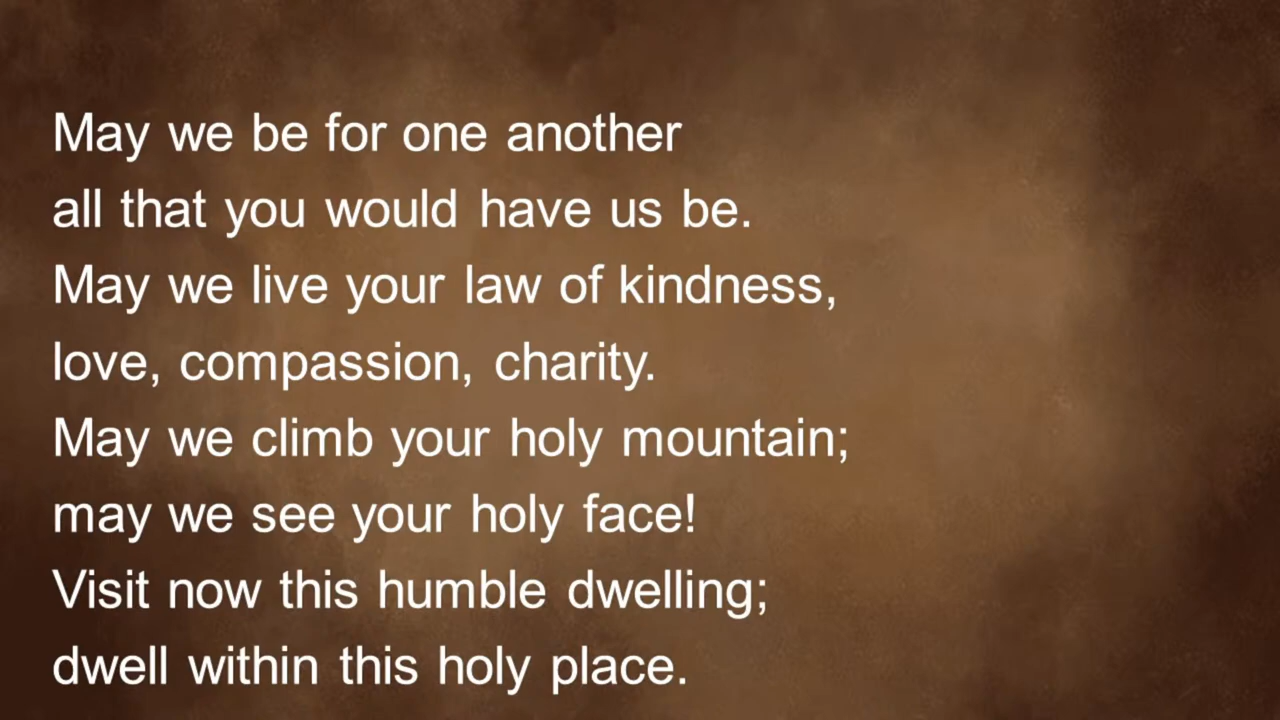 May we be for one another
all that you would have us be.
May we live your law of kindness,
love, compassion, charity.
May we climb your holy mountain;
may we see your holy face!
Visit now this humble dwelling;
dwell within this holy place.